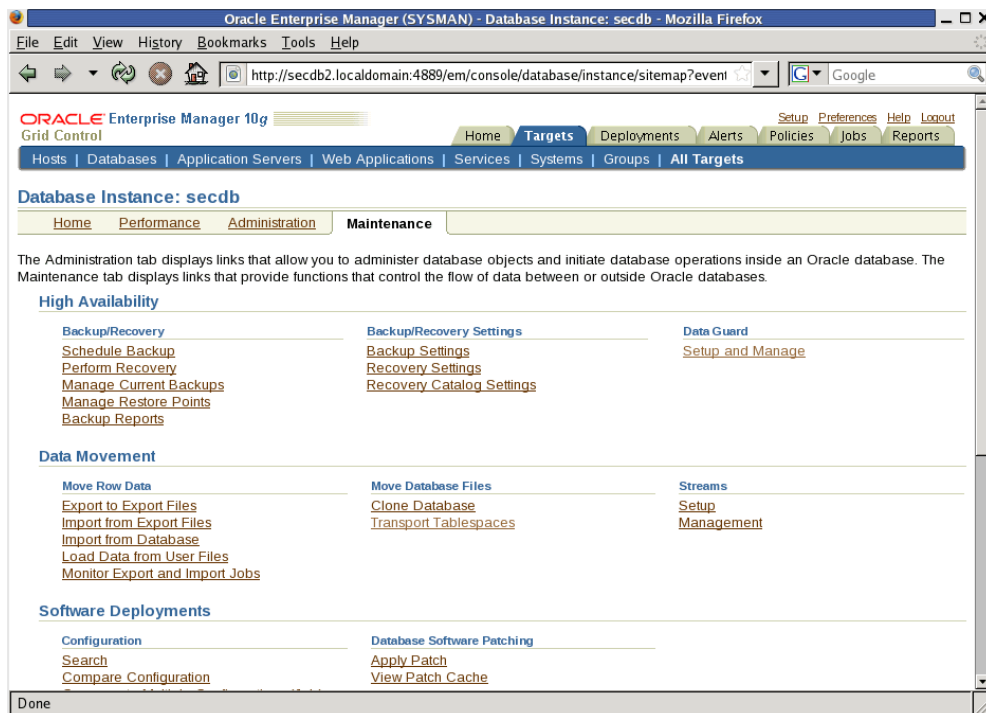 Oracle Enterprise Manager (SYSMAN) - Database Instance: secdb - Mozilla Firefox
File Edit View History Bookmarks Tools Help
http://secdb2.localdomain:4889/em/console/database/instance/sitemap?event
G Google
ORACLE Enterprise Manager 10g
Grid Control
Setup Preferences Help Logout
Home Targets Deployments Alerts Policies Jobs Reports
Hosts | Databases | Application Servers | Web Applications | Services | Systems | Groups | All Targets
Database Instance: secdb
Home Performance Administration Maintenance
The Administration tab displays links that allow you to administer database objects and initiate database operations inside an Oracle database. The
Maintenance tab displays links that provide functions that control the flow of data between or outside Oracle databases.
High Availability
Backup/Recovery
Schedule Backup
Perform Recovery
Manage Current Backups
Manage Restore Points
Backup Reports
Backup/Recovery Settings
Backup Settings
Recovery Settings
Recovery Catalog Settings
Data Guard
Setup and Manage
Data Movement
Move Row Data
Export to Export Files
Import from Export Files
Import from Database
Load Data from User Files
Monitor Export and Import Jobs
Move Database Files
Clone Database
Transport Tablespaces
Streams
Setup
Management
Software Deployments
Configuration
Search
Compare Configuration
Database Software Patching
Apply Patch
View Patch Cache
Done